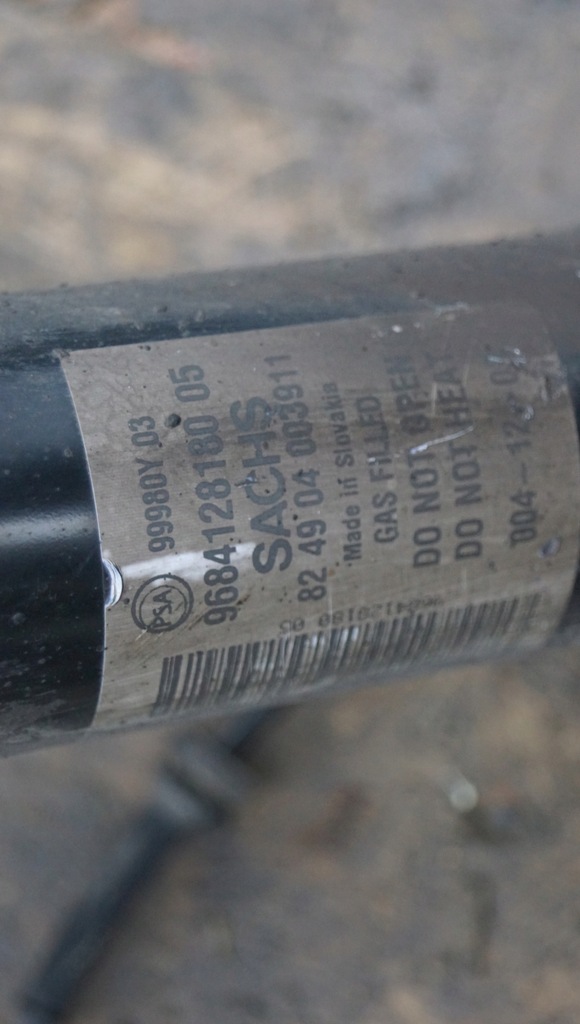 99980Y 03
PSA 9684128180 05
SACHS
82 49 04 003911
Made in Slovakia
GAS FILLED
DO NOT OPEN
DO NOT HEAT
9684128180 05